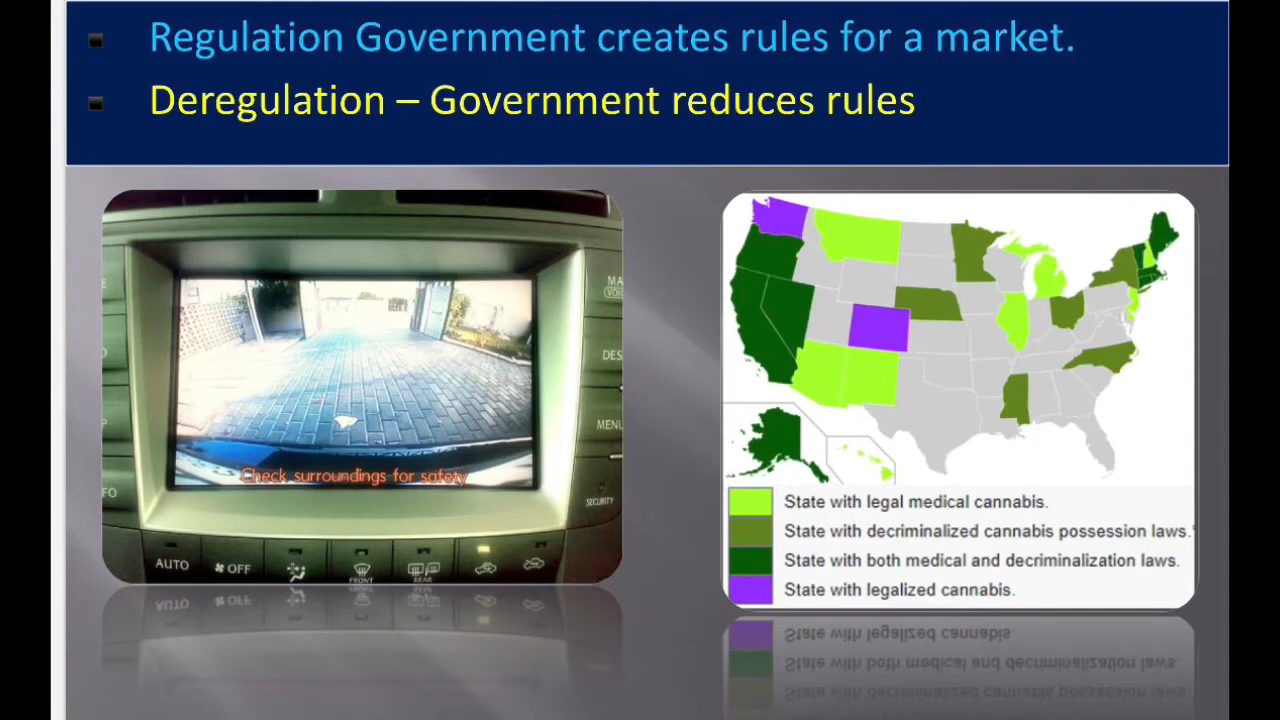 Regulation Government creates rules for a market.
Deregulation – Government reduces rules
MENU
SECURITY
Check surroundings for safety
AUTO
OFF
FRONT
REAR
State with legal medical cannabis.
State with decriminalized cannabis possession laws.*
State with both medical and decriminalization laws.
State with legalized cannabis.